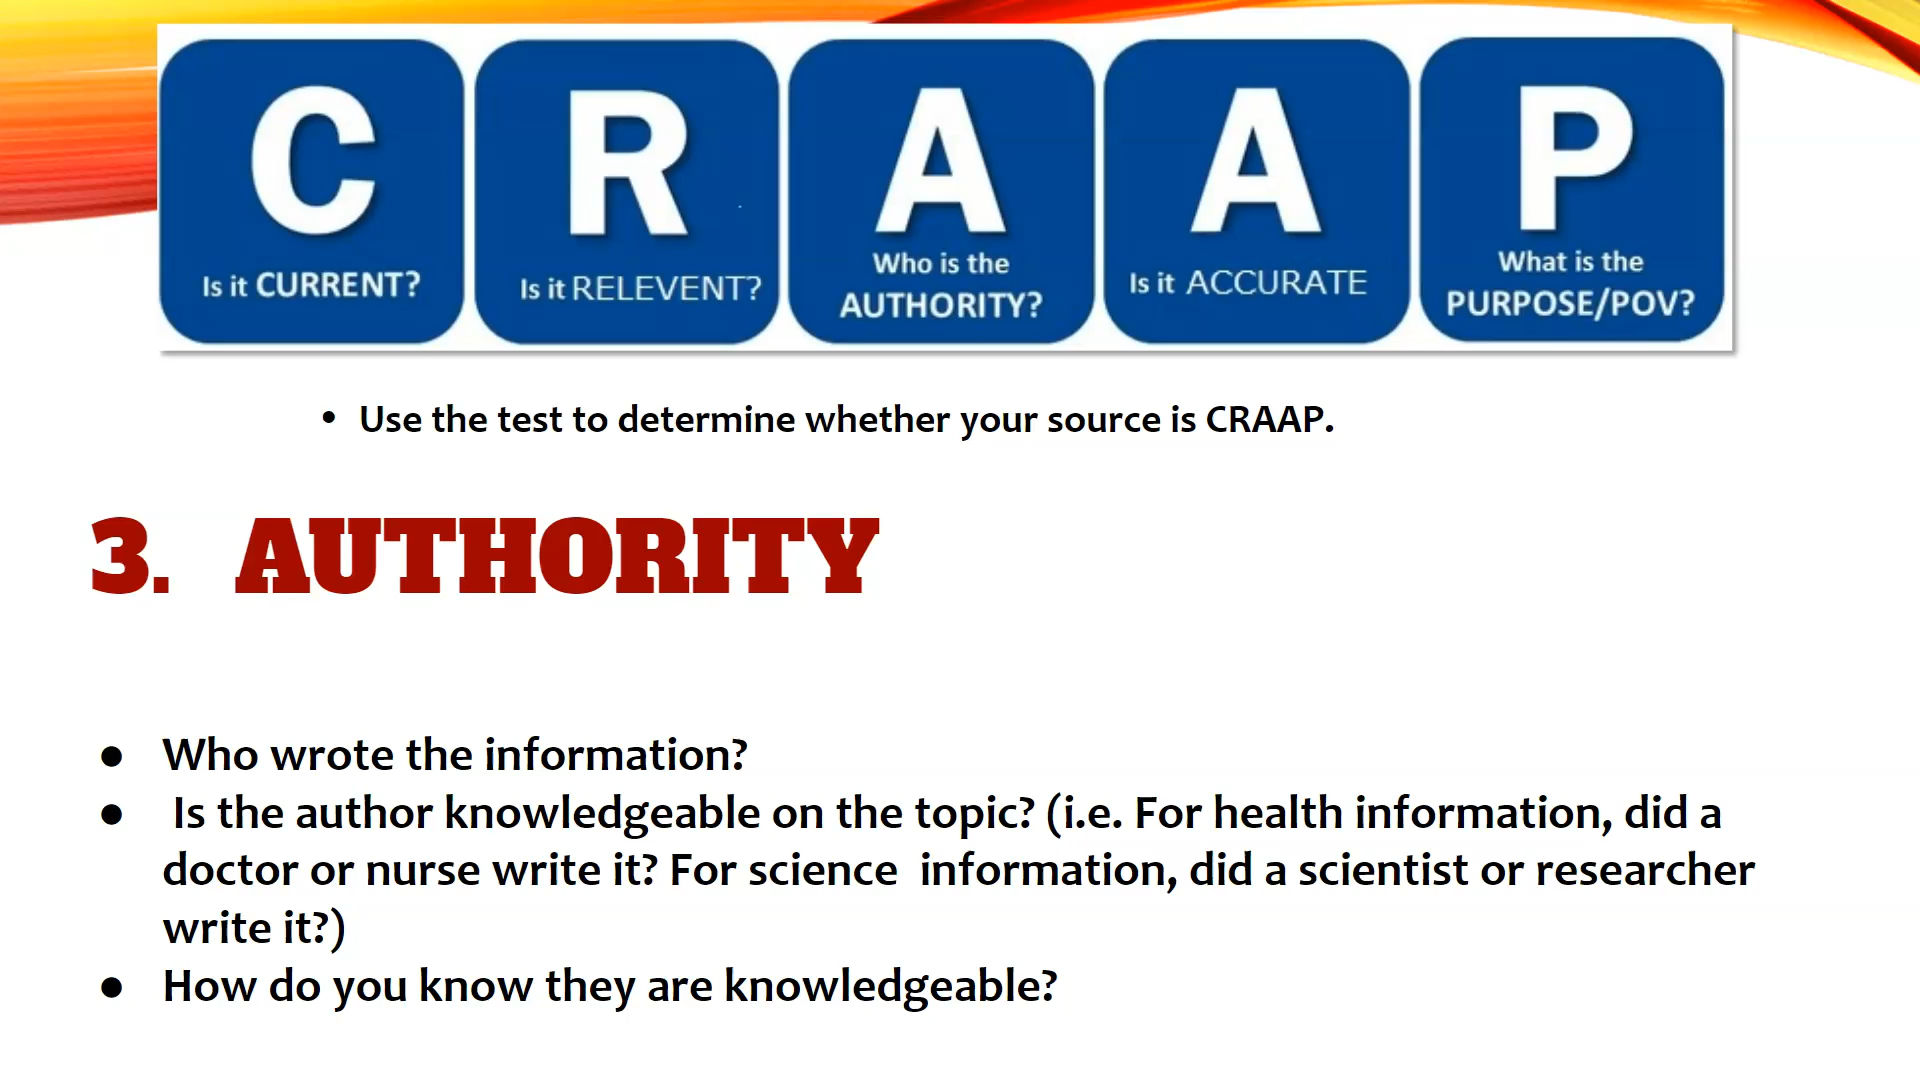 C
Is it CURRENT?
R
Is it RELEVENT?
A
Who is the
AUTHORITY?
A
Is it ACCURATE
P
What is the
PURPOSE/POV?
• Use the test to determine whether your source is CRAAP.
3. AUTHORITY
● Who wrote the information?
● Is the author knowledgeable on the topic? (i.e. For health information, did a
doctor or nurse write it? For science information, did a scientist or researcher
write it?)
● How do you know they are knowledgeable?